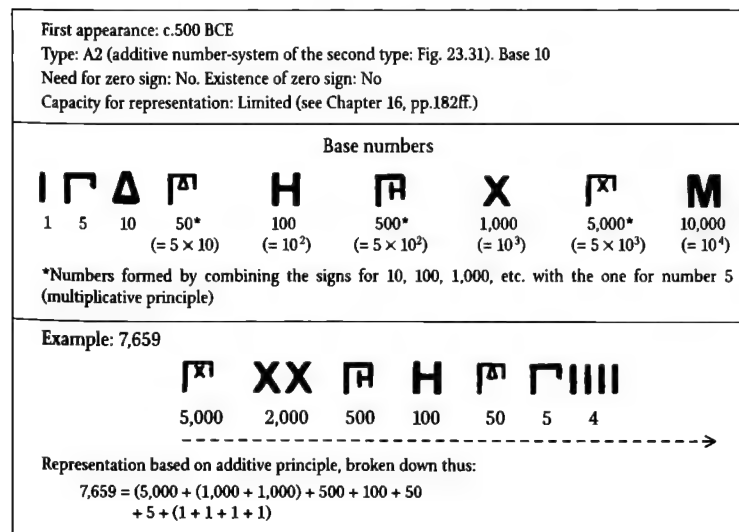 First appearance: c.500 BCE
Type: A2 (additive number-system of the second type: Fig. 23.31). Base 10
Need for zero sign: No. Existence of zero sign: No
Capacity for representation: Limited (see Chapter 16, pp.182ff.)
Base numbers
Ι 𐅃 Δ 𐅄 Η 𐅅 Χ 𐅆 Μ
1 5 10 50* 100 500* 1,000 5,000* 10,000
(= 5 × 10) (= 10²) (= 5 × 10²) (= 10³) (= 5 × 10³) (= 10⁴)
*Numbers formed by combining the signs for 10, 100, 1,000, etc. with the one for number 5
(multiplicative principle)
Example: 7,659
𐅆 ΧΧ 𐅅 Η 𐅄 𐅃ΙΙΙΙ
5,000 2,000 500 100 50 5 4
Representation based on additive principle, broken down thus:
7,659 = (5,000 + (1,000 + 1,000) + 500 + 100 + 50
+ 5 + (1 + 1 + 1 + 1)